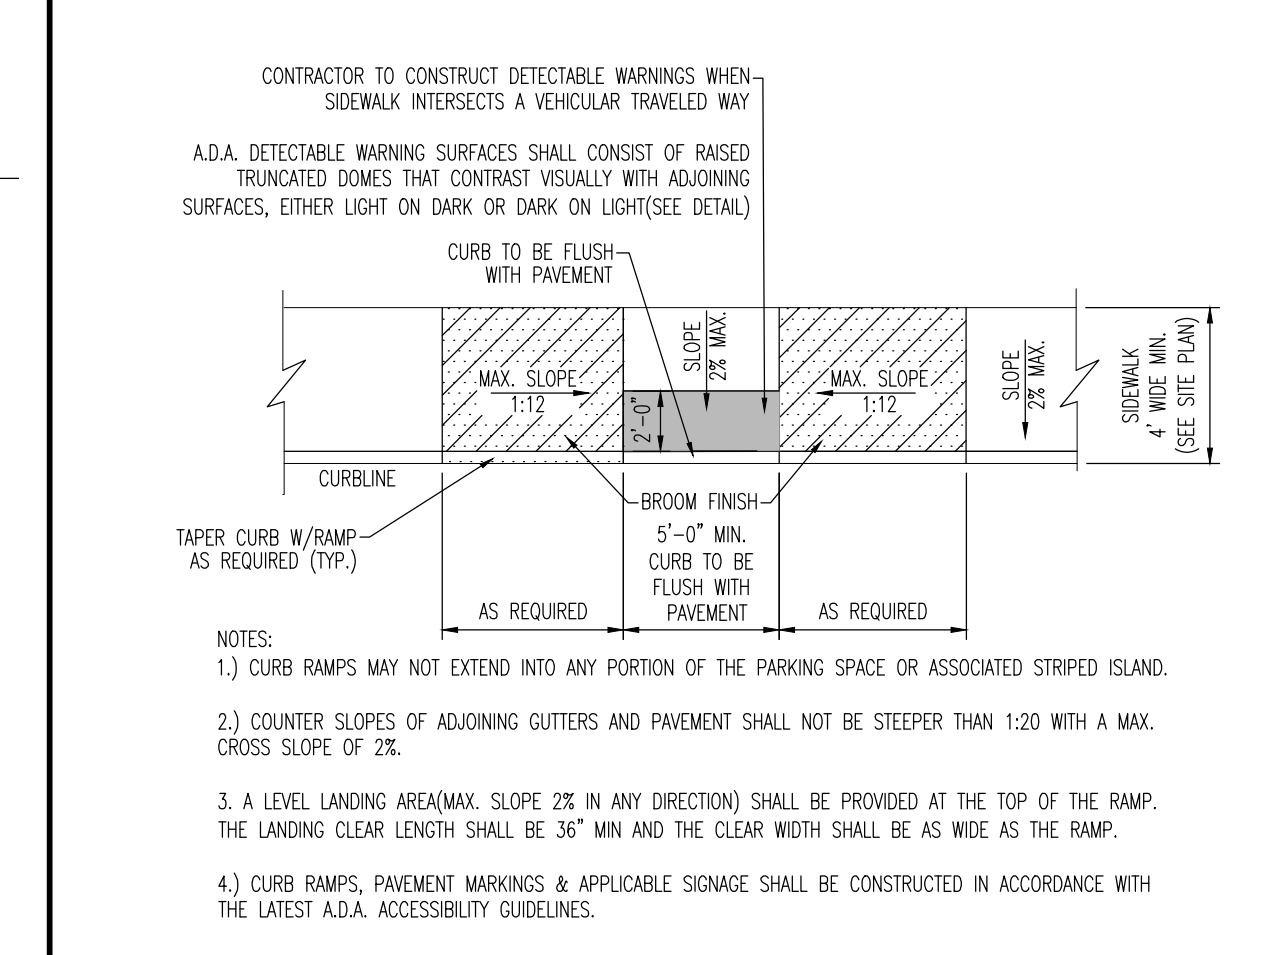 CONTRACTOR TO CONSTRUCT DETECTABLE WARNINGS WHEN
SIDEWALK INTERSECTS A VEHICULAR TRAVELED WAY
A.D.A. DETECTABLE WARNING SURFACES SHALL CONSIST OF RAISED
TRUNCATED DOMES THAT CONTRAST VISUALLY WITH ADJOINING
SURFACES, EITHER LIGHT ON DARK OR DARK ON LIGHT(SEE DETAIL)
CURB TO BE FLUSH
WITH PAVEMENT
SLOPE
2% MAX.
MAX. SLOPE
1:12
2'-0"
MAX. SLOPE
1:12
SLOPE
2% MAX.
SIDEWALK
4' WIDE MIN.
(SEE SITE PLAN)
CURBLINE
TAPER CURB W/RAMP
AS REQUIRED (TYP.)
BROOM FINISH
5'-0" MIN.
CURB TO BE
FLUSH WITH
PAVEMENT
AS REQUIRED
AS REQUIRED
NOTES:
1.) CURB RAMPS MAY NOT EXTEND INTO ANY PORTION OF THE PARKING SPACE OR ASSOCIATED STRIPED ISLAND.
2.) COUNTER SLOPES OF ADJOINING GUTTERS AND PAVEMENT SHALL NOT BE STEEPER THAN 1:20 WITH A MAX.
CROSS SLOPE OF 2%.
3. A LEVEL LANDING AREA(MAX. SLOPE 2% IN ANY DIRECTION) SHALL BE PROVIDED AT THE TOP OF THE RAMP.
THE LANDING CLEAR LENGTH SHALL BE 36" MIN AND THE CLEAR WIDTH SHALL BE AS WIDE AS THE RAMP.
4.) CURB RAMPS, PAVEMENT MARKINGS & APPLICABLE SIGNAGE SHALL BE CONSTRUCTED IN ACCORDANCE WITH
THE LATEST A.D.A. ACCESSIBILITY GUIDELINES.